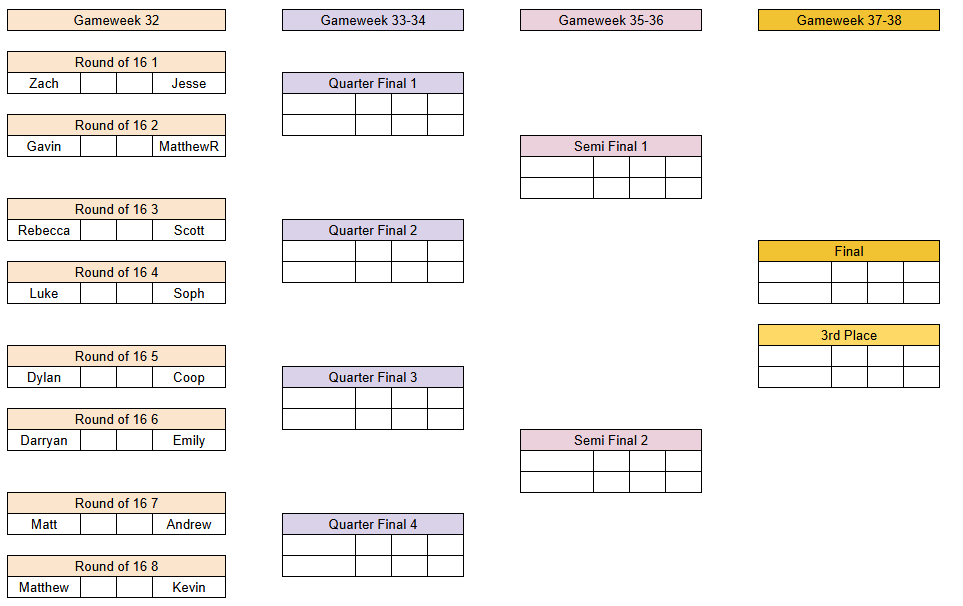 Gameweek 32
Round of 16 1
Zach Jesse
Round of 16 2
Gavin MatthewR
Round of 16 3
Rebecca Scott
Round of 16 4
Luke Soph
Round of 16 5
Dylan Coop
Round of 16 6
Darryan Emily
Round of 16 7
Matt Andrew
Round of 16 8
Matthew Kevin
Gameweek 33-34
Quarter Final 1
Quarter Final 2
Quarter Final 3
Quarter Final 4
Gameweek 35-36
Semi Final 1
Semi Final 2
Gameweek 37-38
Final
3rd Place